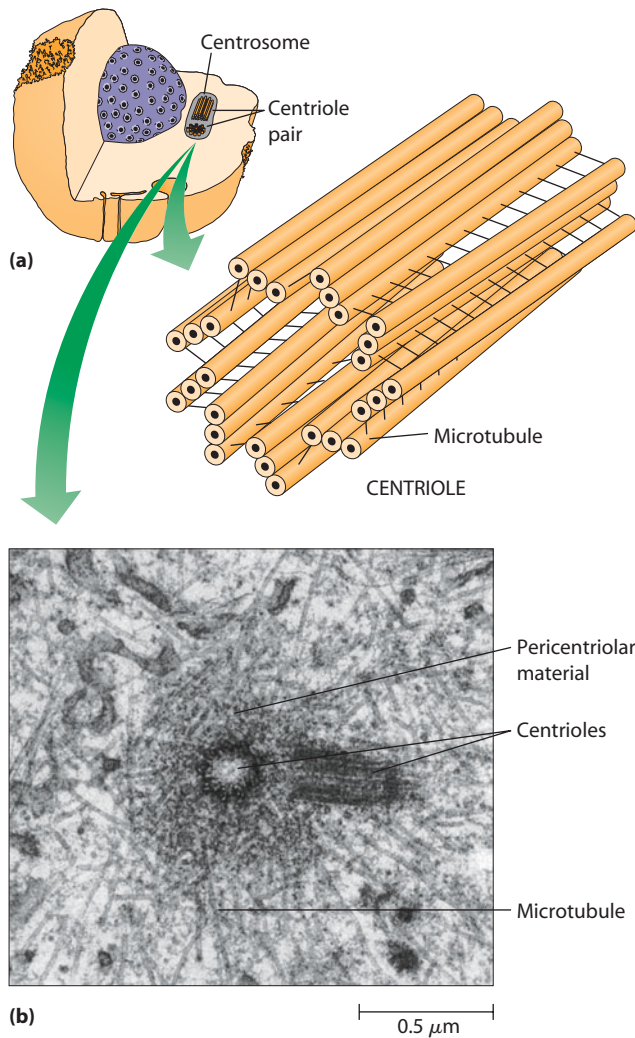 Centrosome
Centriole
pair
(a)
Microtubule
CENTRIOLE
Pericentriolar
material
Centrioles
Microtubule
(b)
0.5 μm